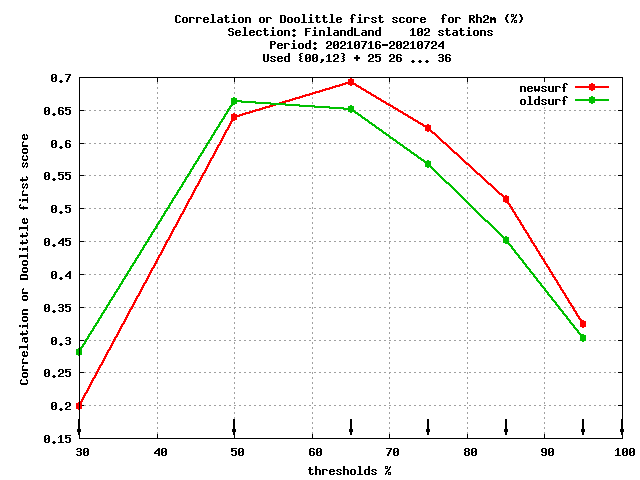 Correlation or Doolittle first score  for Rh2m (%)
Selection: FinlandLand    102 stations
Period: 20210716-20210724
Used {00,12} + 25 26 ... 36
newsurf
oldsurf
Correlation or Doolittle first score
0.7
0.65
0.6
0.55
0.5
0.45
0.4
0.35
0.3
0.25
0.2
0.15
30 40 50 60 70 80 90 100
thresholds %